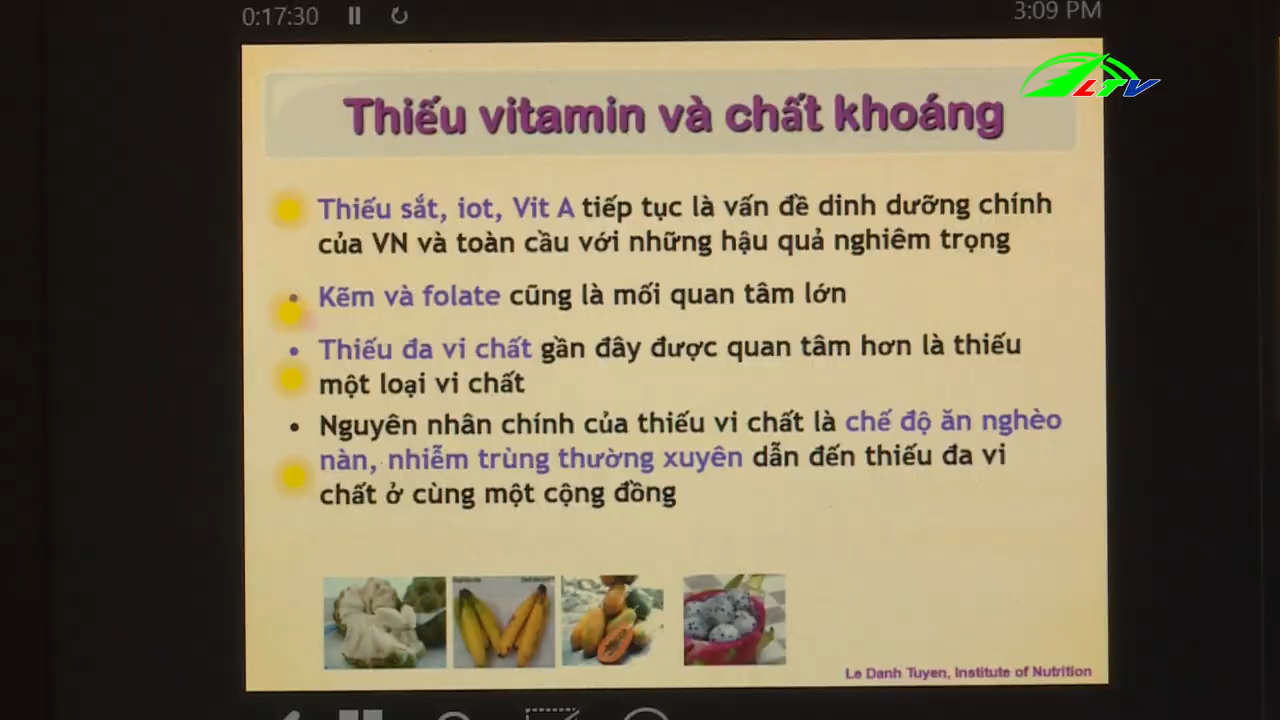 0:17:30
3:09 PM
LTV
Thiếu vitamin và chất khoáng
Thiếu sắt, iot, Vit A tiếp tục là vấn đề dinh dưỡng chính
của VN và toàn cầu với những hậu quả nghiêm trọng
• Kẽm và folate cũng là mối quan tâm lớn
• Thiếu đa vi chất gần đây được quan tâm hơn là thiếu
một loại vi chất
• Nguyên nhân chính của thiếu vi chất là chế độ ăn nghèo
nàn, nhiễm trùng thường xuyên dẫn đến thiếu đa vi
chất ở cùng một cộng đồng
Le Danh Tuyen, Institute of Nutrition